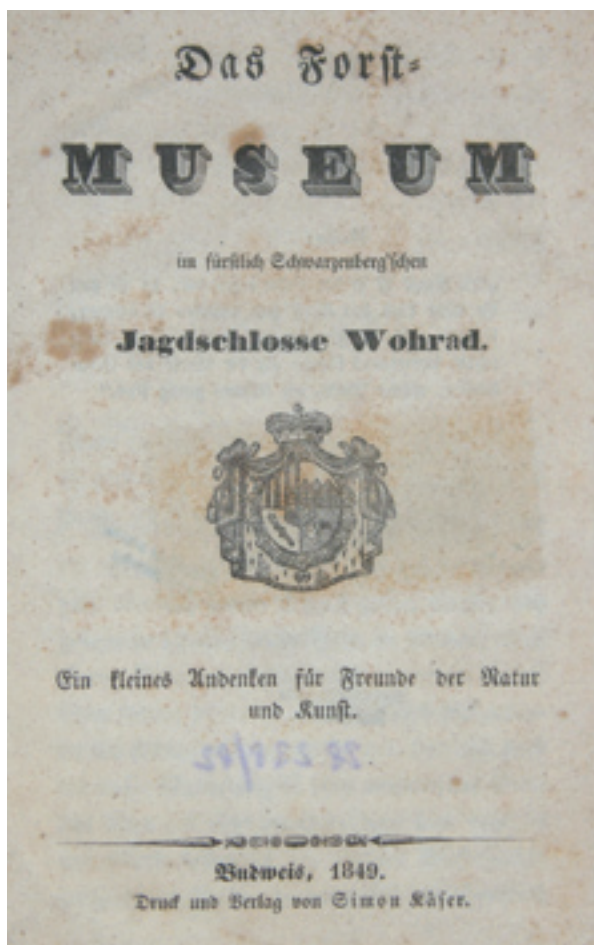 Das Forst-
MUSEUM
im fürstlich Schwarzenberg'schen
Jagdschlosse Wohrad.
Ein kleines Andenken für Freunde der Natur
und Kunst.
Budweis, 1849.
Druck und Verlag von Simon Käser.